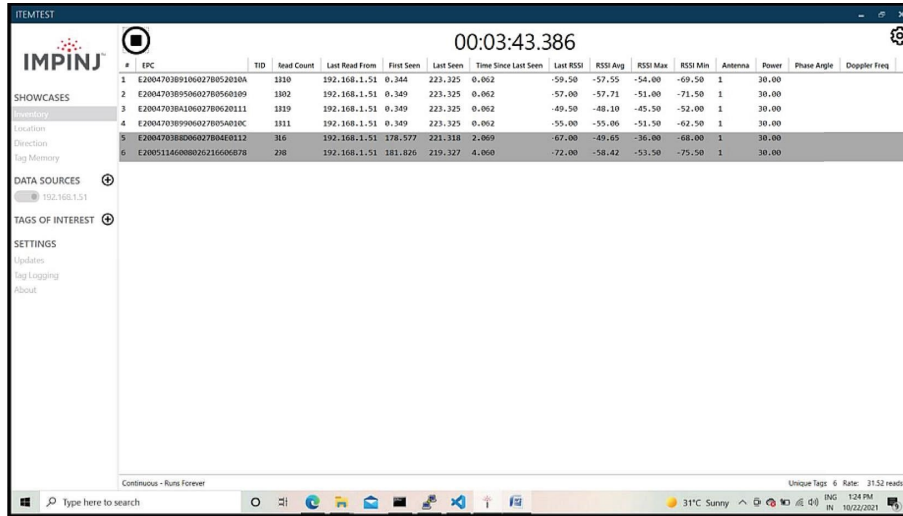 ITEMTEST
IMPINJ
00:03:43.386
# EPC TID Read Count Last Read From First Seen Last Seen Time Since Last Seen Last RSSI RSSI Avg RSSI Max RSSI Min Antenna Power Phase Angle Doppler Freq
1 E2004703B9106027B052010A 1310 192.168.1.51 0.344 223.325 0.062 -59.50 -57.55 -54.00 -69.50 1 30.00
2 E2004703B9506027B0560109 1302 192.168.1.51 0.349 223.325 0.062 -57.00 -57.71 -51.00 -71.50 1 30.00
3 E2004703BA106027B0620111 1319 192.168.1.51 0.349 223.325 0.062 -49.50 -48.10 -45.50 -52.00 1 30.00
4 E2004703B9906027B05A010C 1311 192.168.1.51 0.349 223.325 0.062 -55.00 -55.06 -51.50 -62.50 1 30.00
5 E2004703B8D06027B04E0112 316 192.168.1.51 178.577 221.318 2.069 -67.00 -49.65 -36.00 -68.00 1 30.00
6 E20051146008026216606B78 298 192.168.1.51 181.826 219.327 4.060 -72.00 -58.42 -53.50 -75.50 1 30.00
SHOWCASES
Inventory
Location
Direction
Tag Memory
DATA SOURCES
192.168.1.51
TAGS OF INTEREST
SETTINGS
Updates
Tag Logging
About
Continuous - Runs Forever
Unique Tags 6 Rate: 31.52 reads
Type here to search
31°C Sunny
ING
IN
1:24 PM
10/22/2021